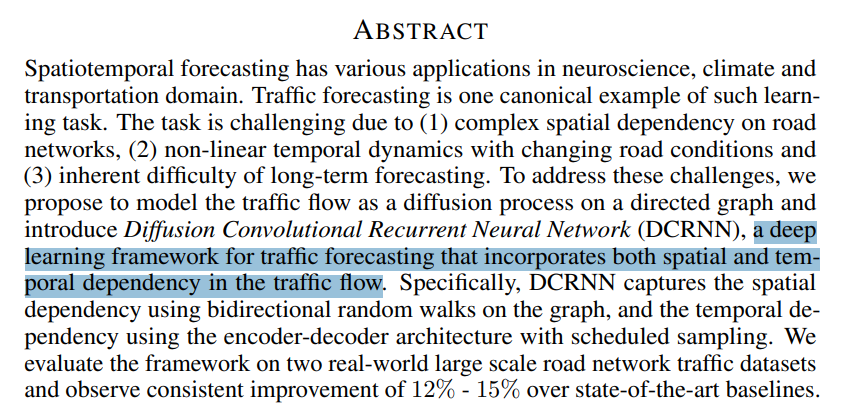 ABSTRACT
Spatiotemporal forecasting has various applications in neuroscience, climate and
transportation domain. Traffic forecasting is one canonical example of such learn-
ing task. The task is challenging due to (1) complex spatial dependency on road
networks, (2) non-linear temporal dynamics with changing road conditions and
(3) inherent difficulty of long-term forecasting. To address these challenges, we
propose to model the traffic flow as a diffusion process on a directed graph and
introduce Diffusion Convolutional Recurrent Neural Network (DCRNN), a deep
learning framework for traffic forecasting that incorporates both spatial and tem-
poral dependency in the traffic flow. Specifically, DCRNN captures the spatial
dependency using bidirectional random walks on the graph, and the temporal de-
pendency using the encoder-decoder architecture with scheduled sampling. We
evaluate the framework on two real-world large scale road network traffic datasets
and observe consistent improvement of 12% - 15% over state-of-the-art baselines.